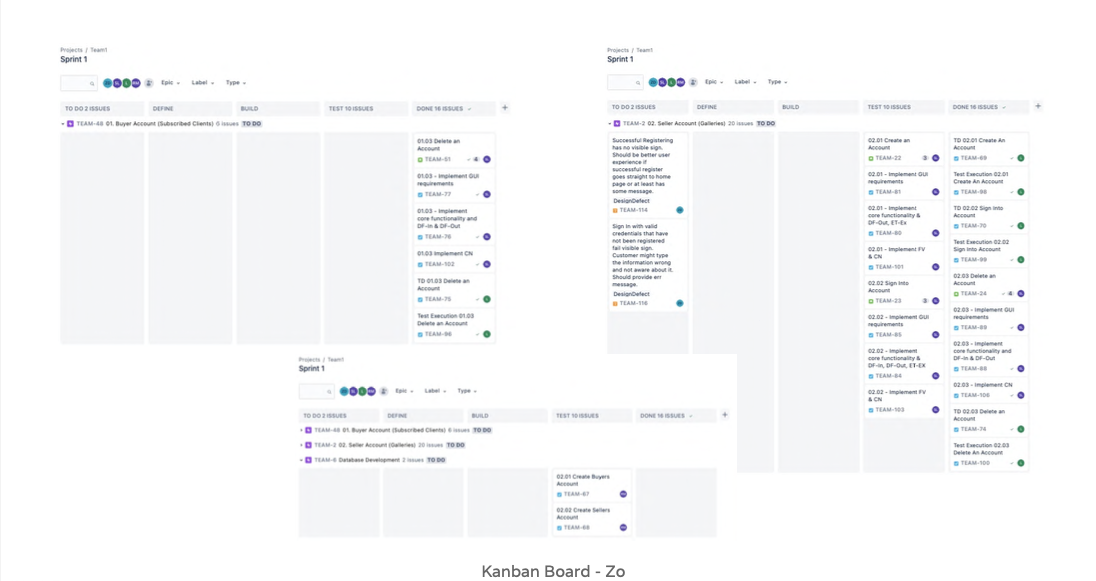 Projects / Team1
Sprint 1
Epic
Label
Type
TO DO 2 ISSUES
DEFINE
BUILD
TEST 10 ISSUES
DONE 16 ISSUES
TEAM-48 01. Buyer Account (Subscribed Clients) 6 issues TO DO
01.03 Delete an
Account
TEAM-51
4
01.03 - Implement GUI
requirements
TEAM-77
01.03 - Implement
core functionality and
DF-In & DF-Out
TEAM-76
01.03 Implement CN
TEAM-102
TD 01.03 Delete an
Account
TEAM-75
Test Execution 01.03
Delete an Account
TEAM-98
Projects / Team1
Sprint 1
Epic
Label
Type
TO DO 2 ISSUES
DEFINE
BUILD
TEST 10 ISSUES
DONE 16 ISSUES
TEAM-2 02. Seller Account (Galleries) 20 issues TO DO
Successful Registering
has no visible sign.
Should be better user
experience if
successful register
goes straight to home
page or at least has
some message.
DesignDefect
TEAM-114
Sign in with valid
credentials that have
not been registered
fail visible sign.
Customer might type
the information wrong
and not aware about it.
Should provide err
message.
DesignDefect
TEAM-116
02.01 Create an
Account
TEAM-22
3
02.01 - Implement GUI
requirements
TEAM-81
02.01 - Implement
core functionality &
DF-Out, ET-Ex
TEAM-80
02.01 - Implement FV
& CN
TEAM-101
02.02 Sign Into
Account
TEAM-23
3
02.02 - Implement GUI
requirements
TEAM-85
02.02 - Implement
core functionality &
DF-In, DF-Out, ET-EX
TEAM-84
02.02 - Implement FV
& CN
TEAM-103
TD 02.01 Create An
Account
TEAM-69
Test Execution 02.01
Create An Account
TEAM-98
TD 02.02 Sign Into
Account
TEAM-70
Test Execution 02.02
Sign Into Account
TEAM-99
02.03 Delete an
Account
TEAM-24
4
02.03 - Implement GUI
requirements
TEAM-89
02.03 - Implement
core functionality and
DF-In & DF-Out
TEAM-88
02.03 - Implement CN
TEAM-106
TD 02.03 Delete an
Account
TEAM-74
Test Execution 02.03
Delete An Account
TEAM-100
Projects / Team1
Sprint 1
Epic
Label
Type
TO DO 2 ISSUES
DEFINE
BUILD
TEST 10 ISSUES
DONE 16 ISSUES
TEAM-48 01. Buyer Account (Subscribed Clients) 6 issues TO DO
TEAM-2 02. Seller Account (Galleries) 20 issues TO DO
TEAM-6 Database Development 2 issues TO DO
02.01 Create Buyers
Account
TEAM-67
02.02 Create Sellers
Account
TEAM-68
Kanban Board - Zo